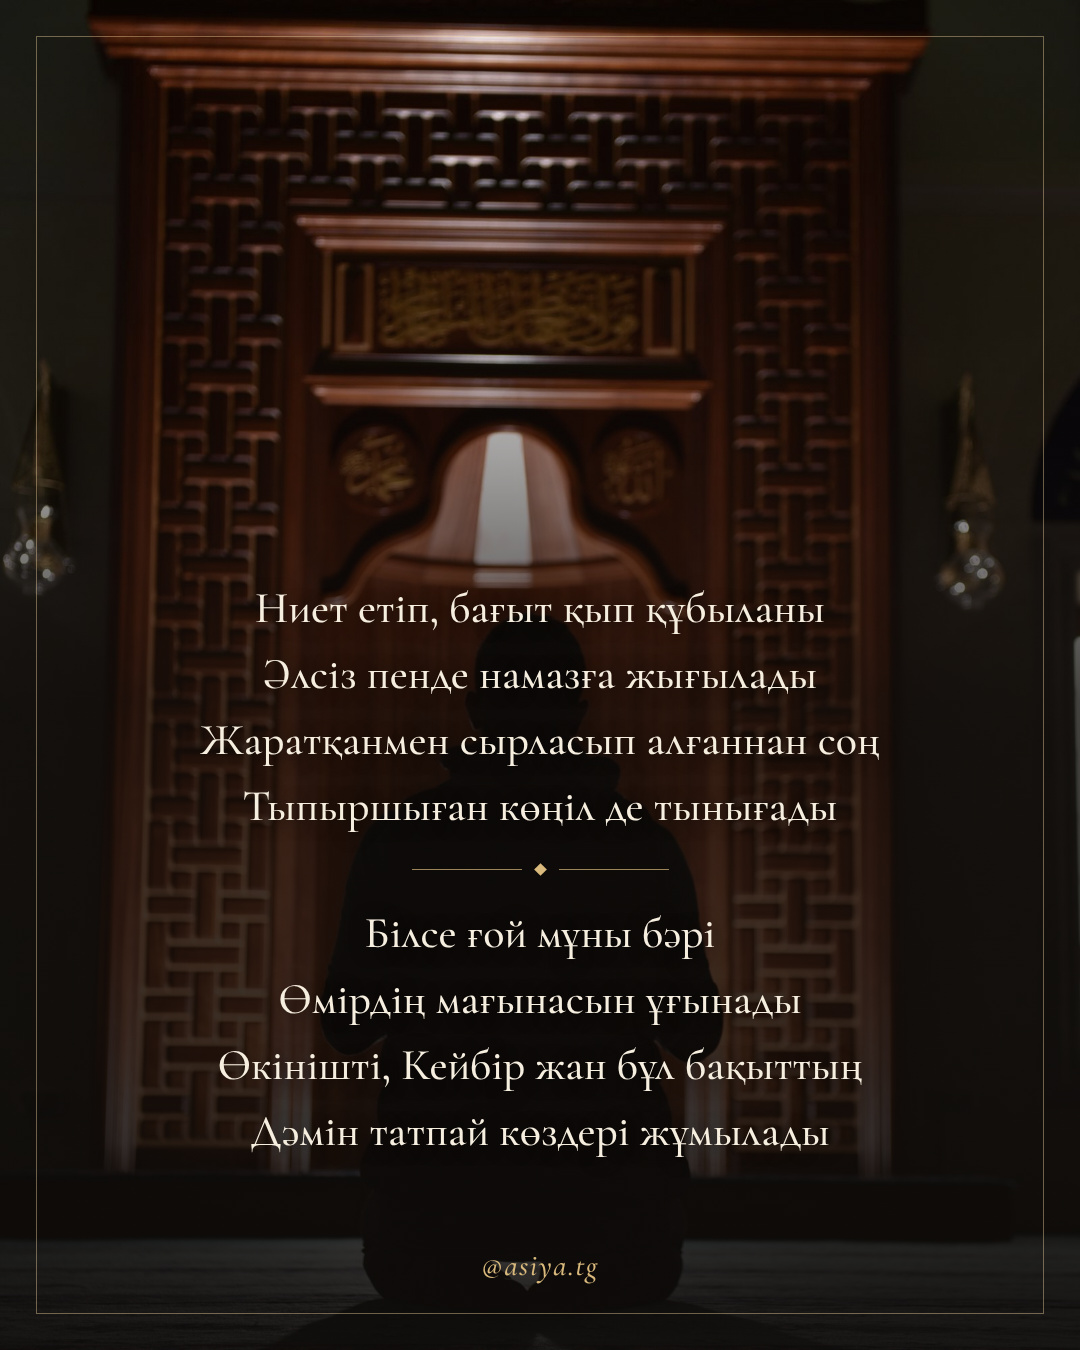 Ниет етіп, бағыт қып құбыланы
Әлсіз пенде намазға жығылады
Жаратқанмен сырласып алғаннан соң
Тыпыршыған көңіл де тынығады
Білсе ғой мұны бәрі
Өмірдің мағынасын ұғынады
Өкінішті, Кейбір жан бұл бақыттың
Дәмін татпай көздері жұмылады
@asiya.tg